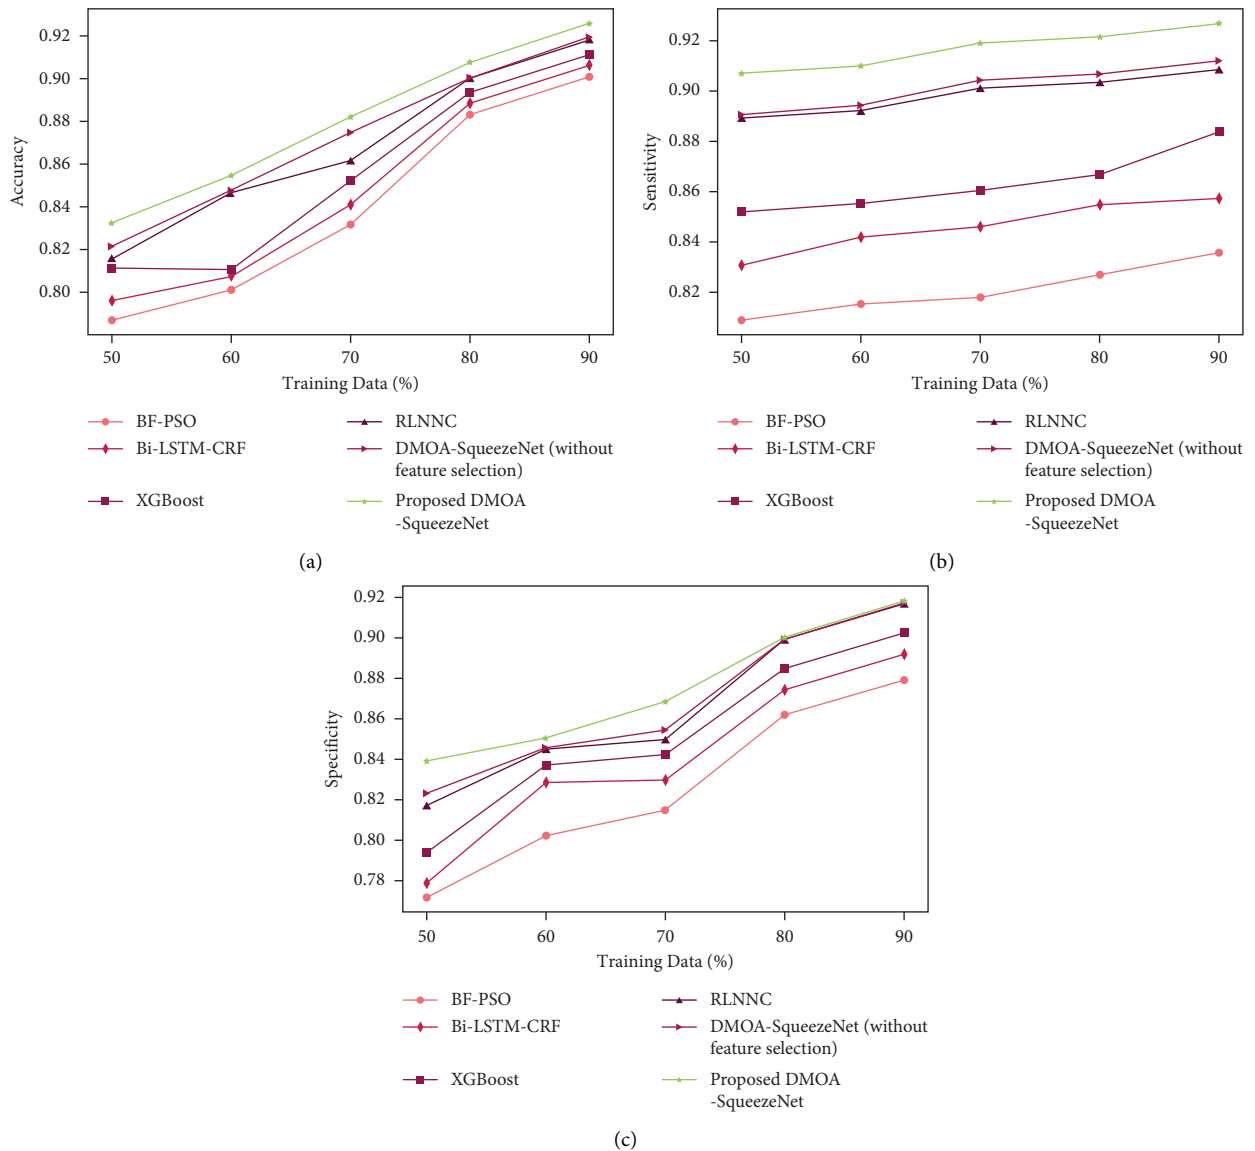 0.92
0.90
0.88
0.86
0.84
0.82
0.80
Accuracy
50 60 70 80 90
Training Data (%)
BF-PSO
Bi-LSTM-CRF
XGBoost
RLNNC
DMOA-SqueezeNet (without
feature selection)
Proposed DMOA
-SqueezeNet
(a)
0.92
0.90
0.88
0.86
0.84
0.82
Sensitivity
50 60 70 80 90
Training Data (%)
BF-PSO
Bi-LSTM-CRF
XGBoost
RLNNC
DMOA-SqueezeNet (without
feature selection)
Proposed DMOA
-SqueezeNet
(b)
0.92
0.90
0.88
0.86
0.84
0.82
0.80
0.78
Specificity
50 60 70 80 90
Training Data (%)
BF-PSO
Bi-LSTM-CRF
XGBoost
RLNNC
DMOA-SqueezeNet (without
feature selection)
Proposed DMOA
-SqueezeNet
(c)